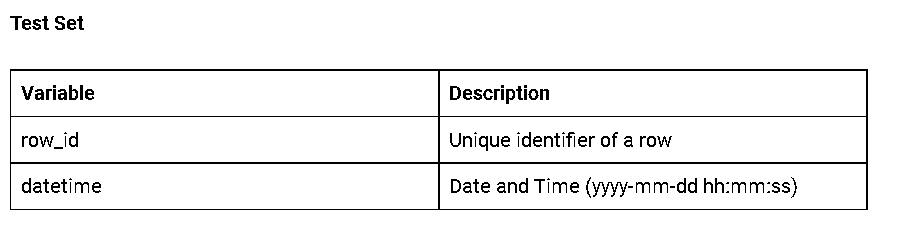 Test Set
Variable Description
row_id Unique identifier of a row
datetime Date and Time (yyyy-mm-dd hh:mm:ss)